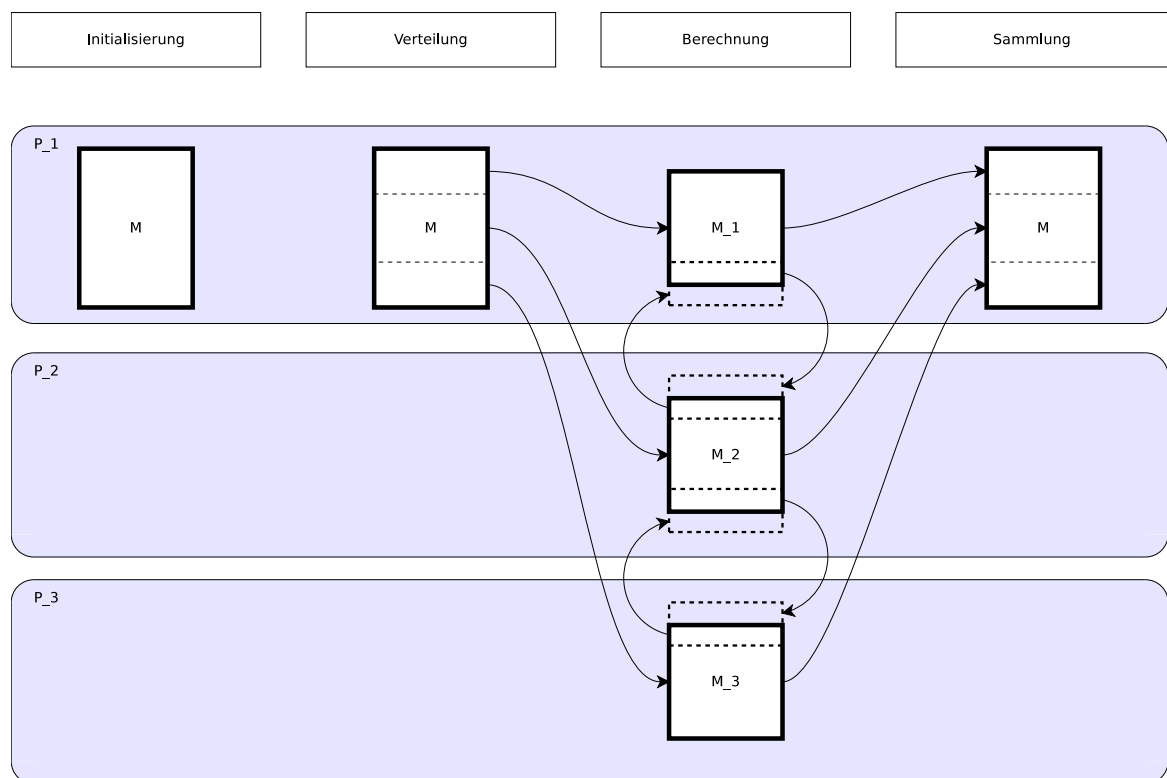 Initialisierung
Verteilung
Berechnung
Sammlung
P_1
M
M
M_1
M
P_2
M_2
P_3
M_3